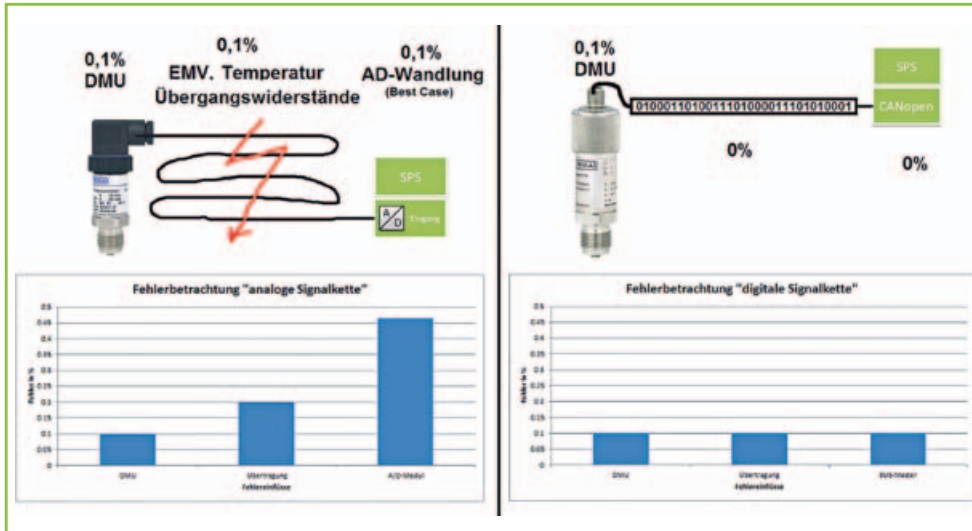 0,1%
DMU
0,1%
EMV, Temperatur
Übergangswiderstände
0,1%
AD-Wandlung
(Best Case)
SPS
A/D Eingang
Fehlerbetrachtung "analoge Signalkette"
Fehler in %
0.5
0.45
0.4
0.35
0.3
0.25
0.2
0.15
0.1
0.05
0
DMU
Übertragung
A/D-Modul
Fehlereinflüsse
0,1%
DMU
SPS
CANopen
0%
0%
Fehlerbetrachtung "digitale Signalkette"
Fehler in %
0.5
0.45
0.4
0.35
0.3
0.25
0.2
0.15
0.1
0.05
0
DMU
Übertragung
BUS-Master
Fehlereinflüsse